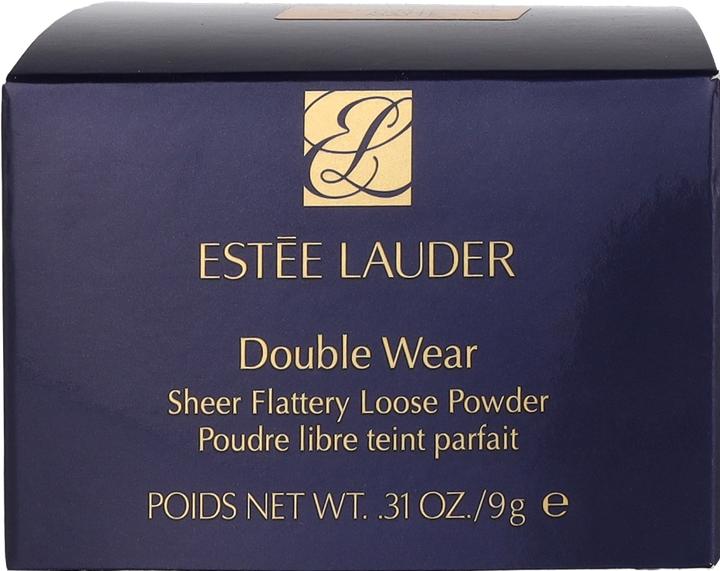 ESTĒE LAUDER
Double Wear
Sheer Flattery Loose Powder
Poudre libre teint parfait
POIDS NET WT. .31 OZ./9g ℮